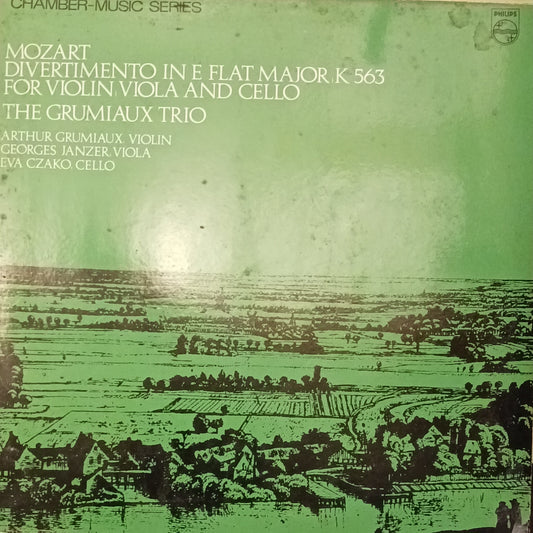 CHAMBER-MUSIC SERIES
PHILIPS
MOZART
DIVERTIMENTO IN E FLAT MAJOR, K 563
FOR VIOLIN, VIOLA AND CELLO
THE GRUMIAUX TRIO
ARTHUR GRUMIAUX, VIOLIN
GEORGES JANZER, VIOLA
EVA CZAKO, CELLO